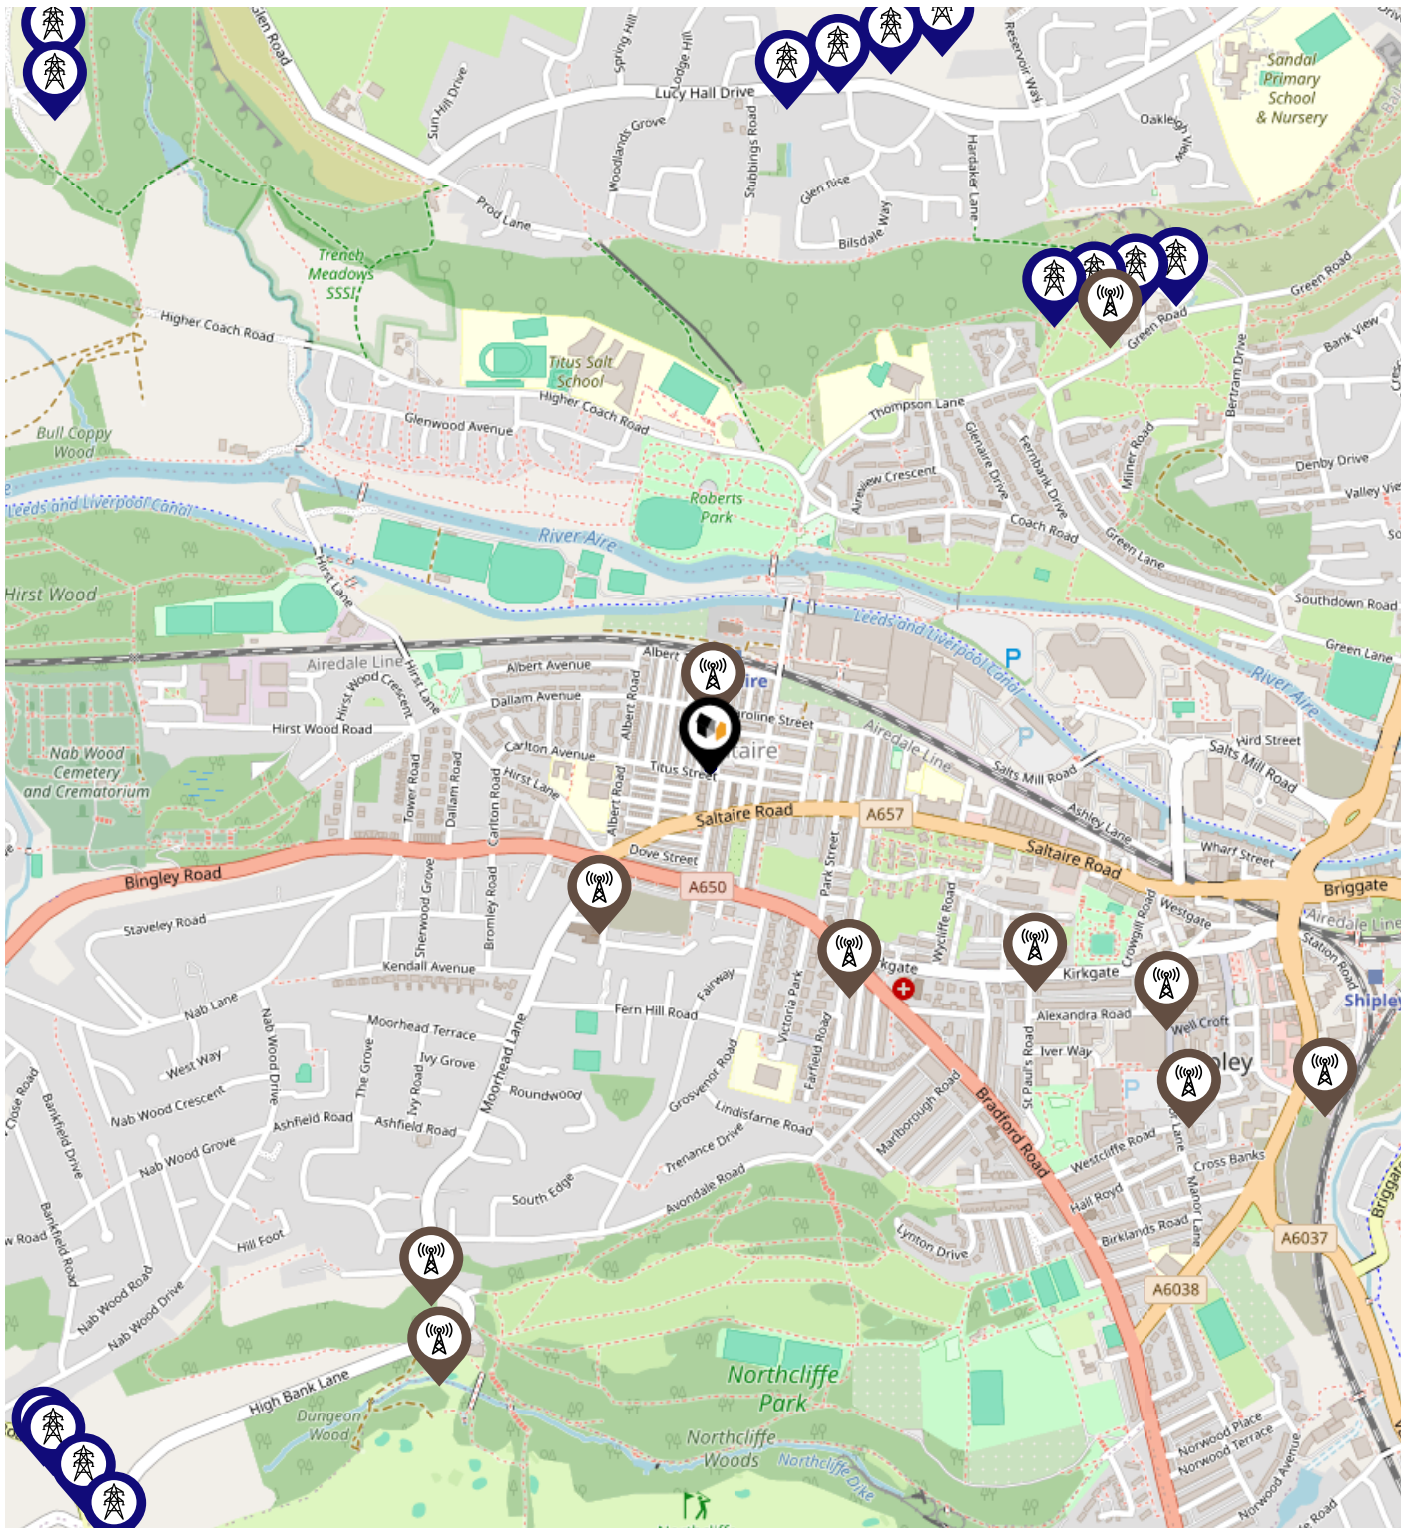 Glen Road
Spring Hill
Lodge Hill
Reservoir Way
Sun Hill Drive
Lucy Hall Drive
Sandal
Primary
School
& Nursery
Woodlands Grove
Stubbings Road
Oakleigh View
Hardaker Lane
Prod Lane
Bilsdale Way
Trench
Meadows
SSSI
Green Road
Green Road
Higher Coach Road
Bank View
Titus Salt
School
Bertram Drive
Higher Coach Road
Thompson Lane
Glenwood Avenue
Bull Coppy
Wood
Glenaire Drive
Fernbank Drive
Milner Road
Denby Drive
Aireview Crescent
Roberts
Park
Leeds and Liverpool Canal
Coach Road
River Aire
Green Lane
Hirst Lane
Hirst Wood
Southdown Road
Leeds and Liverpool Canal
Green Lane
Airedale Line
Albert Avenue
Albert
P
River Aire
Hirst Wood Crescent
Hirst Lane
Dallam Avenue
Albert Road
Hirst Wood Road
Carlton Avenue
Airedale Line
P
Hird Street
Nab Wood
Cemetery
and Crematorium
Titus Street
Salts Mill Road
Salts Mill Road
Hirst Lane
Tower Road
Dallam Road
Carlton Road
Albert Road
Saltaire Road
A657
Ashley Lane
Dove Street
Park Street
Saltaire Road
Wharf Street
Bingley Road
A650
Briggate
Sherwood Grove
Bromley Road
Wycliffe Road
Crowgill Road
Westgate
Airedale Line
Staveley Road
Station Road
Kendall Avenue
Kirkgate
Fairway
Victoria Park
Shipley
Nab Lane
Fern Hill Road
Alexandra Road
Well Croft
Moorhead Terrace
Nab Wood Drive
The Grove
Ivy Grove
Iver Way
West Way
Ivy Road
Moorhead Lane
Farfield Road
St Paul's Road
P
Close Road
Bankfield Drive
Nab Wood Crescent
Roundwood
Grosvenor Road
Marlborough Road
Bradford Road
Ashfield Road
Ashfield Road
Lindisfarne Road
Nab Wood Grove
Trenance Drive
Westcliffe Road
Cross Banks
Manor Lane
South Edge
Avondale Road
Hall Royd
Briggate
Bankfield Road
Hill Foot
Lynton Drive
Birklands Road
A6037
Nab Wood Road
Nab Wood Drive
A6038
High Bank Lane
Northcliffe
Park
Dungeon
Wood
Northcliffe
Woods
Northcliffe Dike
Norwood Place
Norwood Terrace
Norwood Avenue